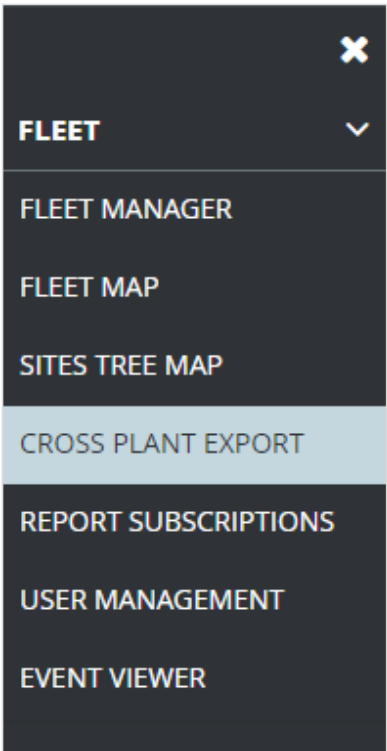 FLEET
FLEET MANAGER
FLEET MAP
SITES TREE MAP
CROSS PLANT EXPORT
REPORT SUBSCRIPTIONS
USER MANAGEMENT
EVENT VIEWER